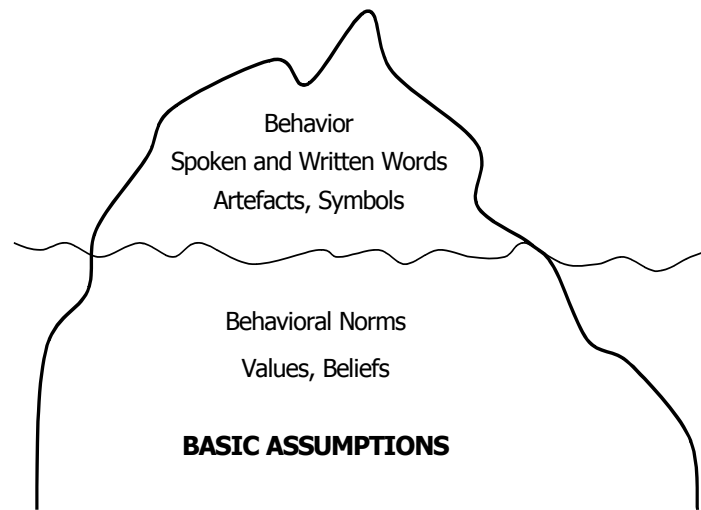 Behavior
Spoken and Written Words
Artefacts, Symbols
Behavioral Norms
Values, Beliefs
BASIC ASSUMPTIONS